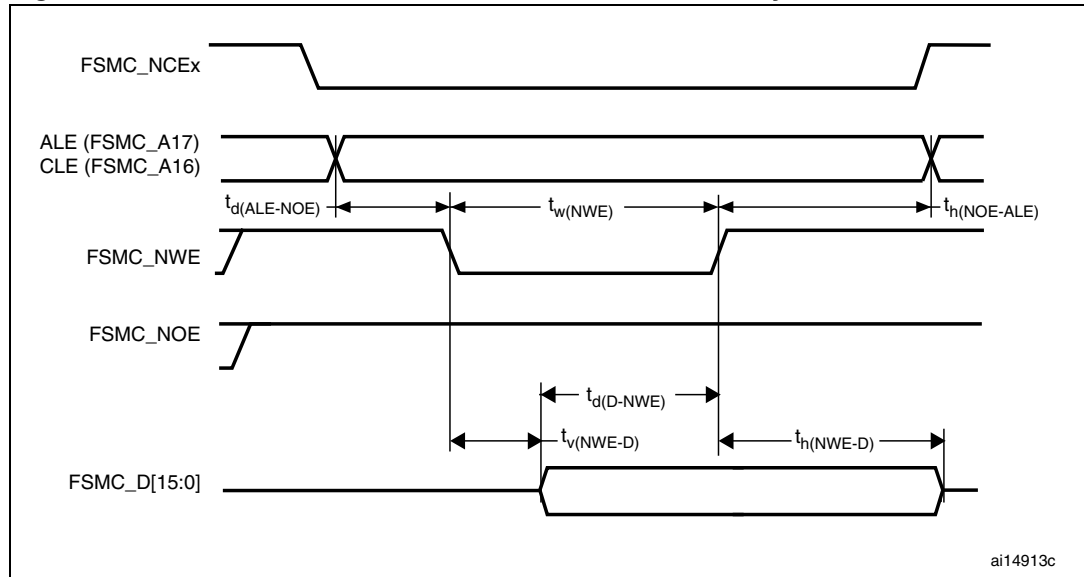 FSMC_NCEx
ALE (FSMC_A17)
CLE (FSMC_A16)
td(ALE-NOE)
tw(NWE)
th(NOE-ALE)
FSMC_NWE
FSMC_NOE
td(D-NWE)
tv(NWE-D)
th(NWE-D)
FSMC_D[15:0]
ai14913c